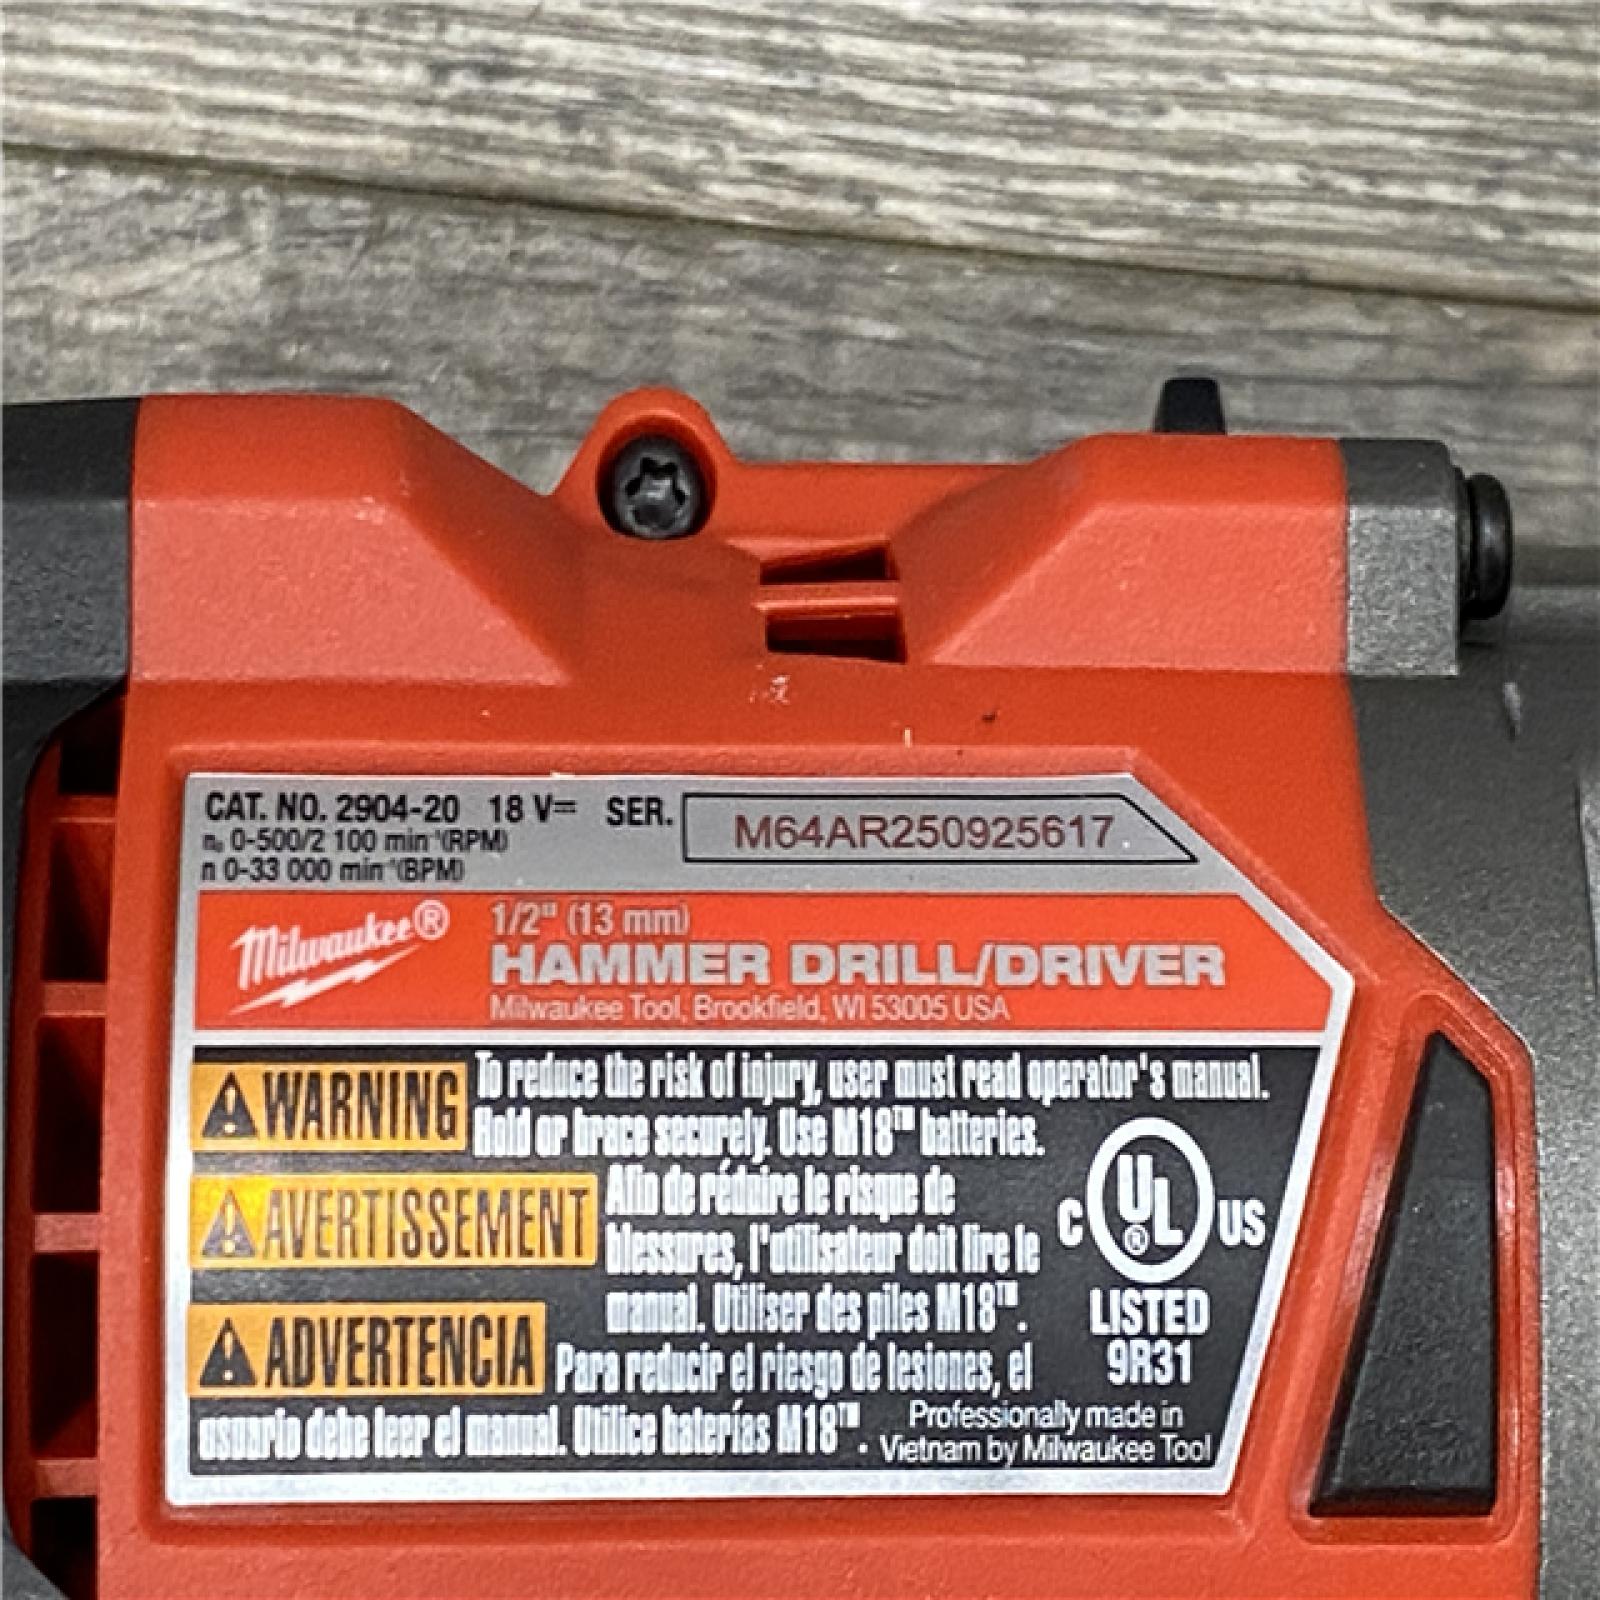 CAT. NO. 2904-20 18 V⎓ SER. M64AR250925617
n₀ 0-500/2 100 min⁻¹(RPM)
n 0-33 000 min⁻¹(BPM)
Milwaukee®
1/2" (13 mm)
HAMMER DRILL/DRIVER
Milwaukee Tool, Brookfield, WI 53005 USA
WARNING To reduce the risk of injury, user must read operator's manual.
Hold or brace securely. Use M18™ batteries.
AVERTISSEMENT Afin de réduire le risque de
blessures, l'utilisateur doit lire le
manual. Utiliser des piles M18™.
ADVERTENCIA Para reducir el riesgo de lesiones, el
usuario debe leer el manual. Utilice baterías M18™.
C UL® US
LISTED
9R31
Professionally made in
Vietnam by Milwaukee Tool